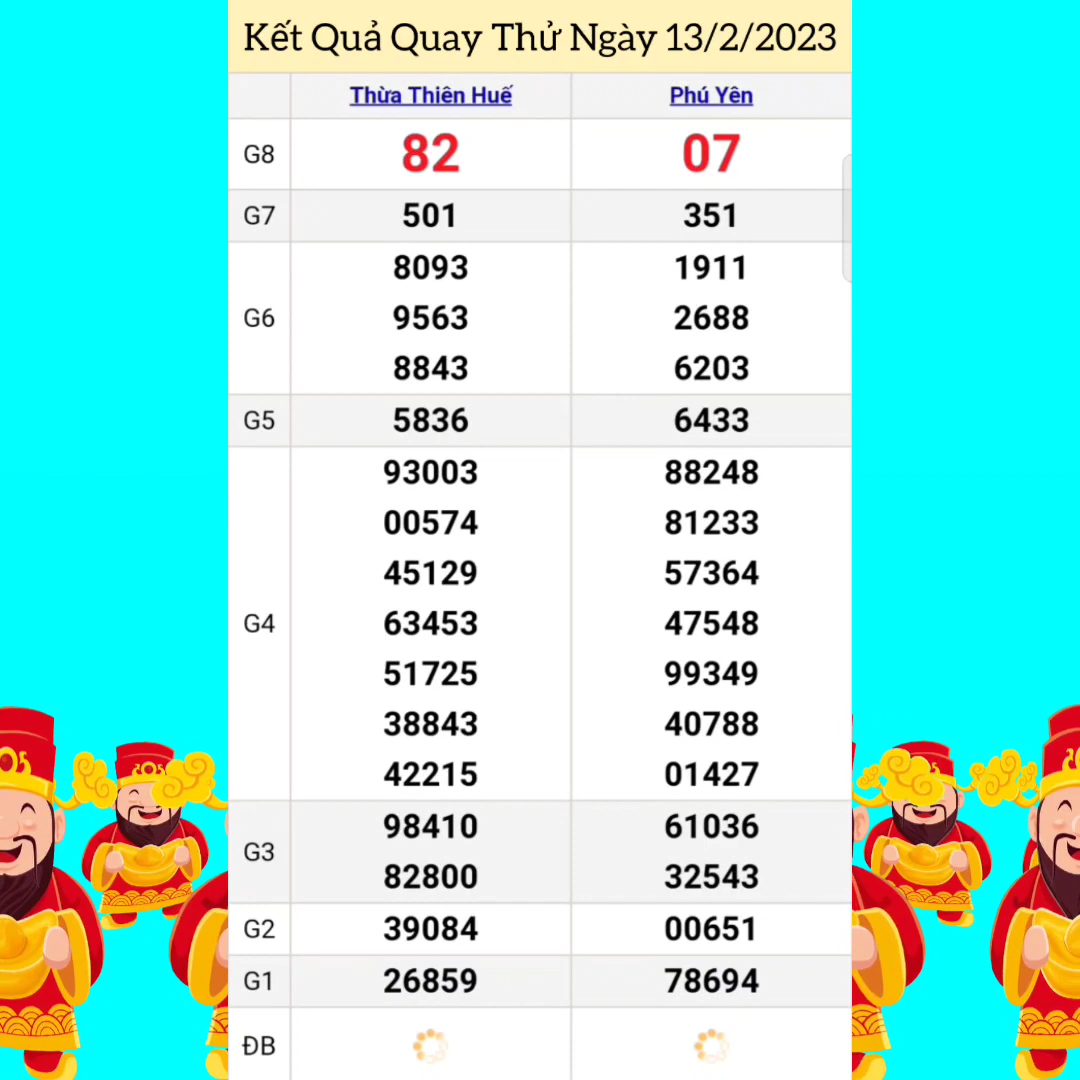 Kết Quả Quay Thử Ngày 13/2/2023
Thừa Thiên Huế Phú Yên
G8 82 07
G7 501 351
8093 1911
G6 9563 2688
8843 6203
G5 5836 6433
93003 88248
00574 81233
45129 57364
G4 63453 47548
51725 99349
38843 40788
42215 01427
98410 61036
G3
82800 32543
G2 39084 00651
G1 26859 78694
ĐB